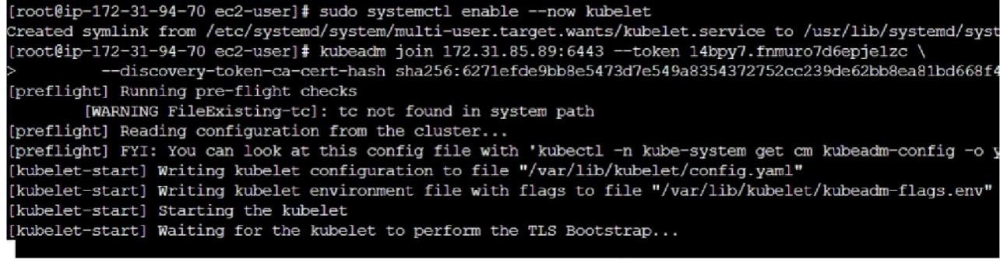 [root@ip-172-31-94-70 ec2-user]# sudo systemctl enable --now kubelet
Created symlink from /etc/systemd/system/multi-user.target.wants/kubelet.service to /usr/lib/systemd/syst
[root@ip-172-31-94-70 ec2-user]# kubeadm join 172.31.85.89:6443 --token 14bpy7.fnmuro7d6epje1zc \
> --discovery-token-ca-cert-hash sha256:6271efde9bb8e5473d7e549a8354372752cc239de62bb8ea81bd668f4
[preflight] Running pre-flight checks
[WARNING FileExisting-tc]: tc not found in system path
[preflight] Reading configuration from the cluster...
[preflight] FYI: You can look at this config file with 'kubectl -n kube-system get cm kubeadm-config -o y
[kubelet-start] Writing kubelet configuration to file "/var/lib/kubelet/config.yaml"
[kubelet-start] Writing kubelet environment file with flags to file "/var/lib/kubelet/kubeadm-flags.env"
[kubelet-start] Starting the kubelet
[kubelet-start] Waiting for the kubelet to perform the TLS Bootstrap...